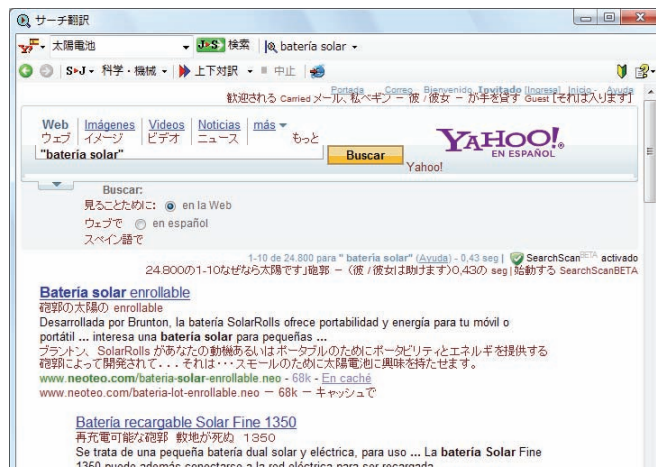 サーチ翻訳
太陽電池 J▸S 検索 batería solar
S▸J 科学・機械 上下対訳 中止
Portada Correo Bienvenido, Invitado [Ingresa] Inicio - Ayuda
歓迎される Carried メール、私ペギン － 彼 / 彼女 － が手を貸す Guest [それは入ります]
Web Imágenes Videos Noticias más
ウェブ イメージ ビデオ ニュース もっと
"batería solar" Buscar
YAHOO!
EN ESPAÑOL
Yahoo!
Buscar:
見ることために: en la Web
ウェブで en español
スペイン語で
1-10 de 24.800 para " batería solar" (Ayuda) - 0,43 seg | SearchScanBETA activado
24.800の1-10なぜなら太陽です」砲郭 － (彼 / 彼女は助けます)0,43の seg|始動する SearchScanBETA
Batería solar enrollable
砲郭の太陽の enrollable
Desarrollada por Brunton, la batería SolarRolls ofrece portabilidad y energía para tu móvil o
portátil ... interesa una batería solar para pequeñas ...
ブラントン、SolarRolls があなたの動機あるいはポータブルのためにポータビリティとエネルギを提供する
砲郭によって開発されて．．．それは・・・スモールのために太陽電池に興味を持たせます。
www.neoteo.com/bateria-solar-enrollable.neo - 68k - En caché
www.neoteo.com/bateria-lot-enrollable.neo － 68k － キャッシュで
Batería recargable Solar Fine 1350
再充電可能な砲郭 敷地が死ぬ 1350
Se trata de una pequeña batería dual solar y eléctrica, para uso ... La batería Solar Fine
1350 puede además conectarse a la red eléctrica para ser recargada